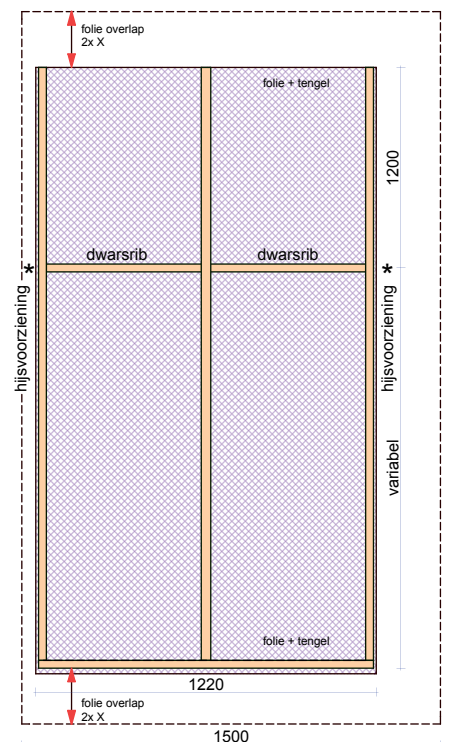 folie overlap
2x X
folie + tengel
1200
dwarsrib
dwarsrib
*
*
hijsvoorziening
hijsvoorziening
variabel
folie + tengel
1220
folie overlap
2x X
1500